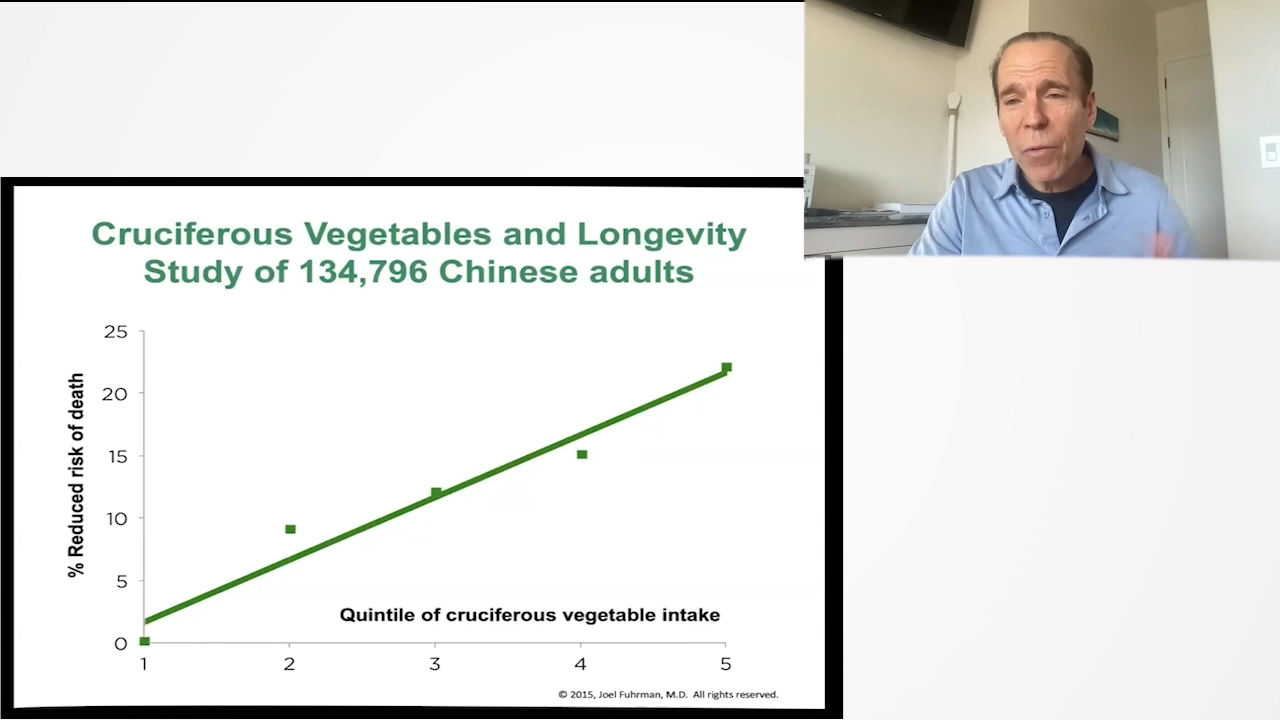 Cruciferous Vegetables and Longevity
Study of 134,796 Chinese adults
% Reduced risk of death
25
20
15
10
5
0
Quintile of cruciferous vegetable intake
1 2 3 4 5
© 2015, Joel Fuhrman, M.D. All rights reserved.